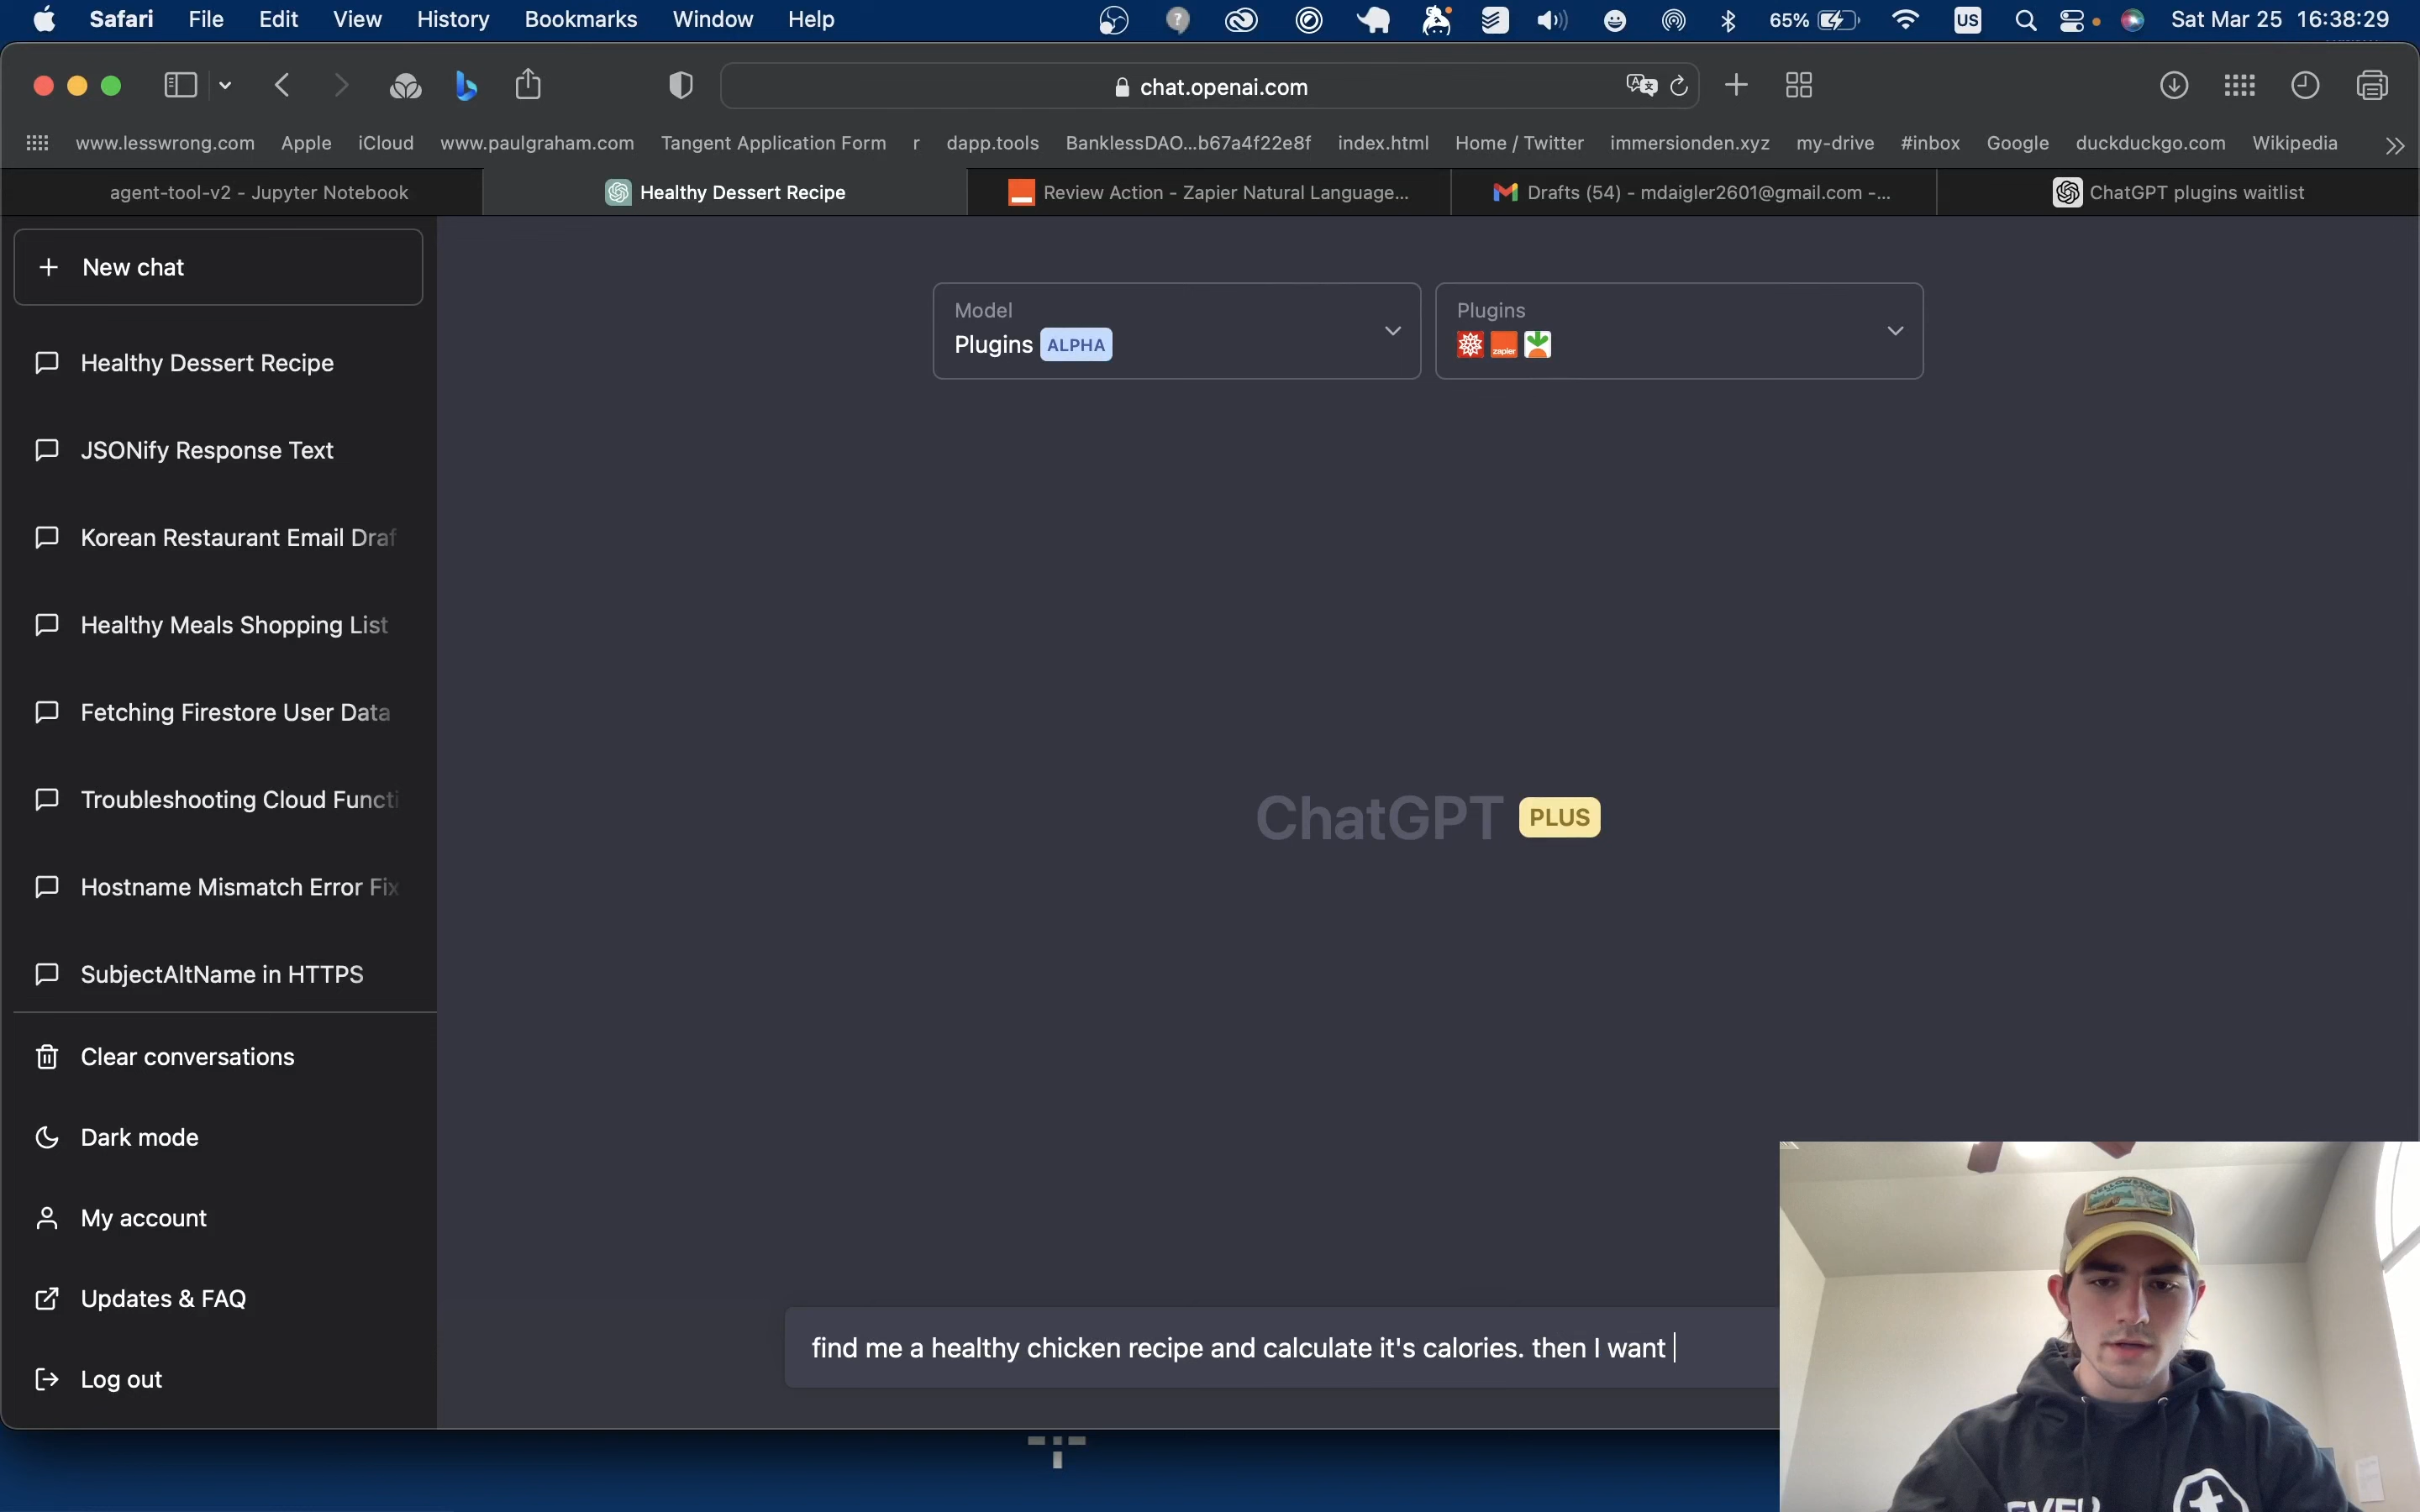 Safari File Edit View History Bookmarks Window Help 65% US Sat Mar 25 16:38:29
chat.openai.com
www.lesswrong.com Apple iCloud www.paulgraham.com Tangent Application Form r dapp.tools BanklessDAO...b67a4f22e8f index.html Home / Twitter immersionden.xyz my-drive #inbox Google duckduckgo.com Wikipedia
agent-tool-v2 - Jupyter Notebook Healthy Dessert Recipe Review Action - Zapier Natural Language... Drafts (54) - mdaigler2601@gmail.com -... ChatGPT plugins waitlist
New chat
Healthy Dessert Recipe
JSONify Response Text
Korean Restaurant Email Draf
Healthy Meals Shopping List
Fetching Firestore User Data
Troubleshooting Cloud Functi
Hostname Mismatch Error Fix
SubjectAltName in HTTPS
Clear conversations
Dark mode
My account
Updates & FAQ
Log out
Model
Plugins ALPHA
Plugins
zapier
ChatGPT PLUS
find me a healthy chicken recipe and calculate it's calories. then I want